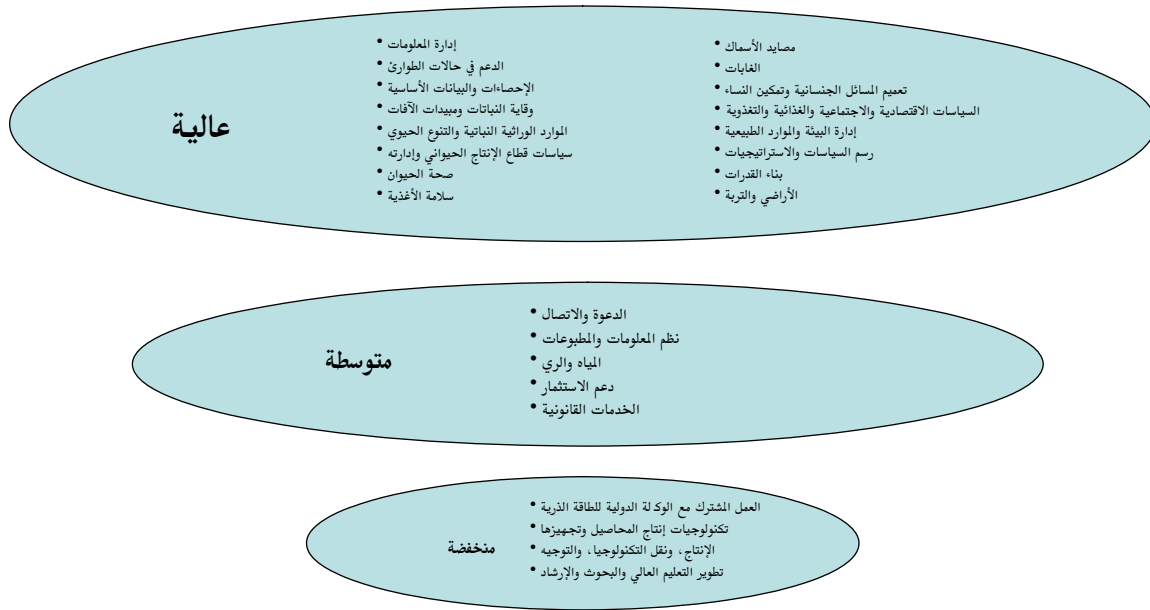 عالية
• مصايد الأسماك
• الغابات
• تعميم المسائل الجنسانية وتمكين النساء
• السياسات الاقتصادية والاجتماعية والغذائية والتغذوية
• إدارة البيئة والموارد الطبيعية
• رسم السياسات والاستراتيجيات
• بناء القدرات
• الأراضي والتربة
• إدارة المعلومات
• الدعم في حالات الطوارئ
• الإحصاءات والبيانات الأساسية
• وقاية النباتات ومبيدات الآفات
• الموارد الوراثية النباتية والتنوع الحيوي
• سياسات قطاع الإنتاج الحيواني وإدارته
• صحة الحيوان
• سلامة الأغذية
متوسطة
• الدعوة والاتصال
• نظم المعلومات والمطبوعات
• المياه والري
• دعم الاستثمار
• الخدمات القانونية
منخفضة
• العمل المشترك مع الوكالة الدولية للطاقة الذرية
• تكنولوجيات إنتاج المحاصيل وتجهيزها
• الإنتاج، ونقل التكنولوجيا، والتوجيه
• تطوير التعليم العالي والبحوث والإرشاد